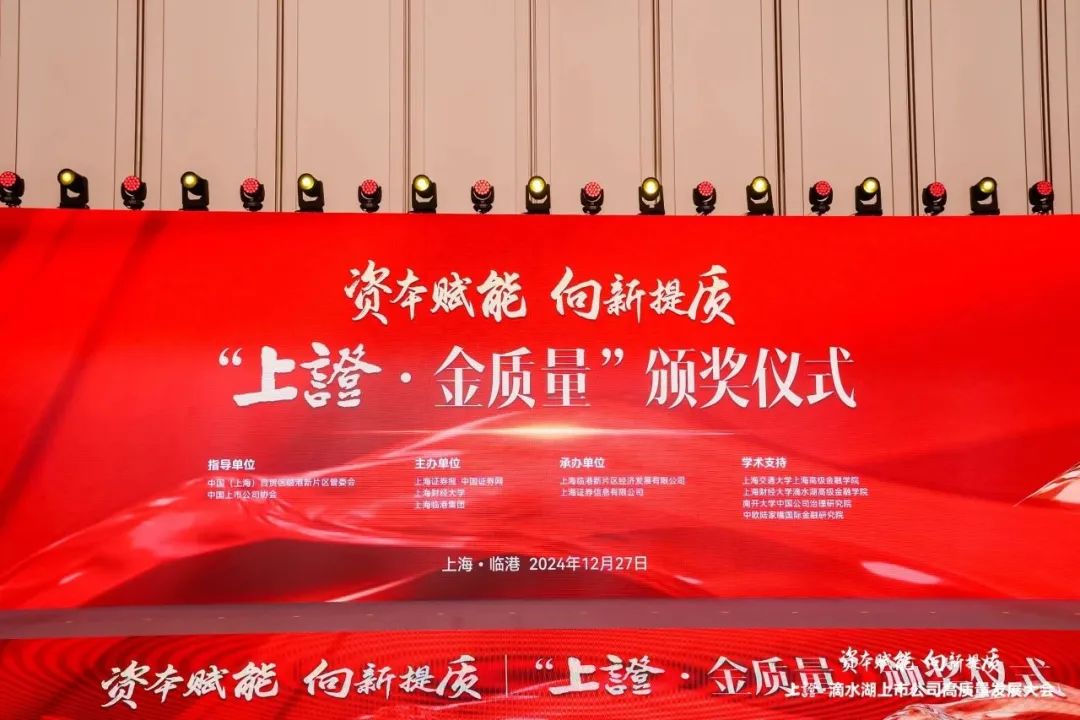 资本赋能 向新提质
“上證·金质量”颁奖仪式
指导单位
中国（上海）自贸区临港新片区管委会
中国上市公司协会
主办单位
上海证券报 中国证券网
上海财经大学
上海临港集团
承办单位
上海临港新片区经济发展有限公司
上海证券信息有限公司
学术支持
上海交通大学上海高级金融学院
上海财经大学滴水湖高级金融学院
南开大学中国公司治理研究院
中欧陆家嘴国际金融研究院
上海·临港 2024年12月27日
资本赋能 向新提质 | “上證·金质量”颁奖仪式
资本赋能 向新提质
上證·滴水湖上市公司高质量发展大会